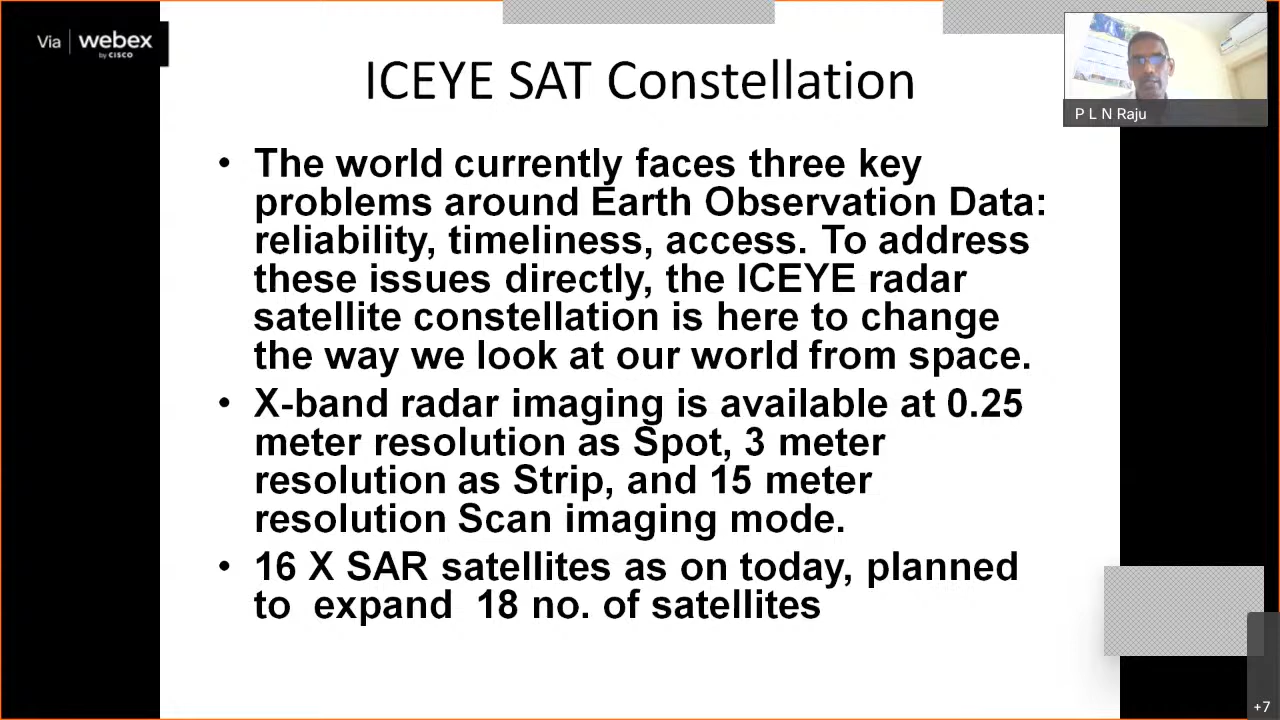 Via webex
by CISCO
P L N Raju
ICEYE SAT Constellation
• The world currently faces three key
problems around Earth Observation Data:
reliability, timeliness, access. To address
these issues directly, the ICEYE radar
satellite constellation is here to change
the way we look at our world from space.
• X-band radar imaging is available at 0.25
meter resolution as Spot, 3 meter
resolution as Strip, and 15 meter
resolution Scan imaging mode.
• 16 X SAR satellites as on today, planned
to expand 18 no. of satellites
+7